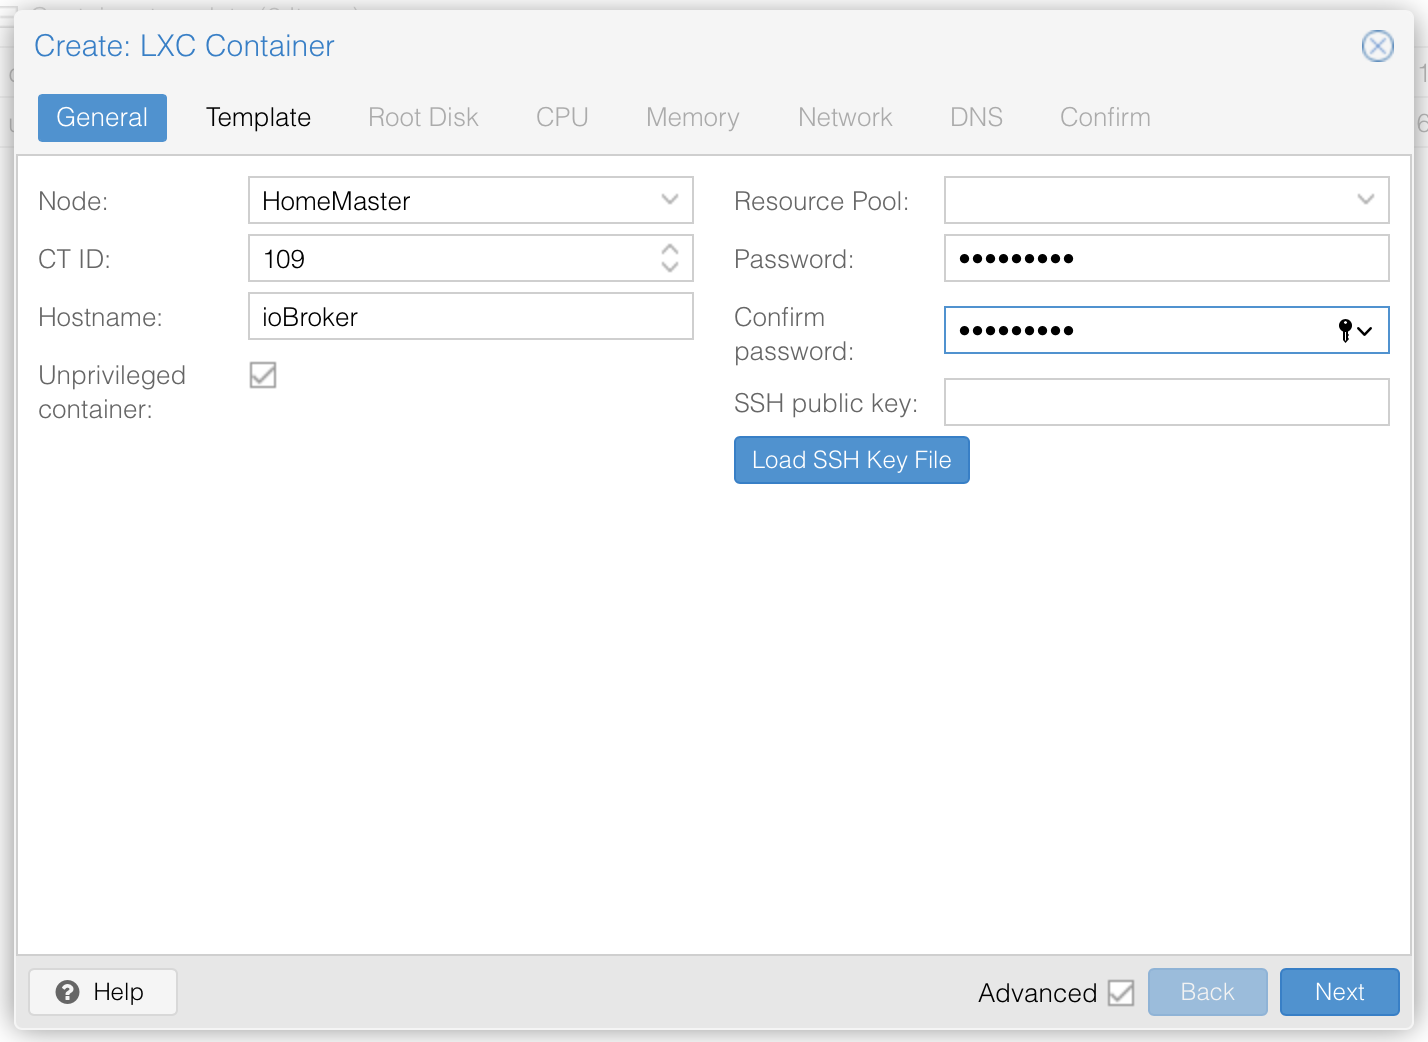 Create: LXC Container
General Template Root Disk CPU Memory Network DNS Confirm
Node: HomeMaster
CT ID: 109
Hostname: ioBroker
Unprivileged
container:
Resource Pool:
Password: •••••••••
Confirm
password: •••••••••
SSH public key:
Load SSH Key File
Help
Advanced
Back
Next